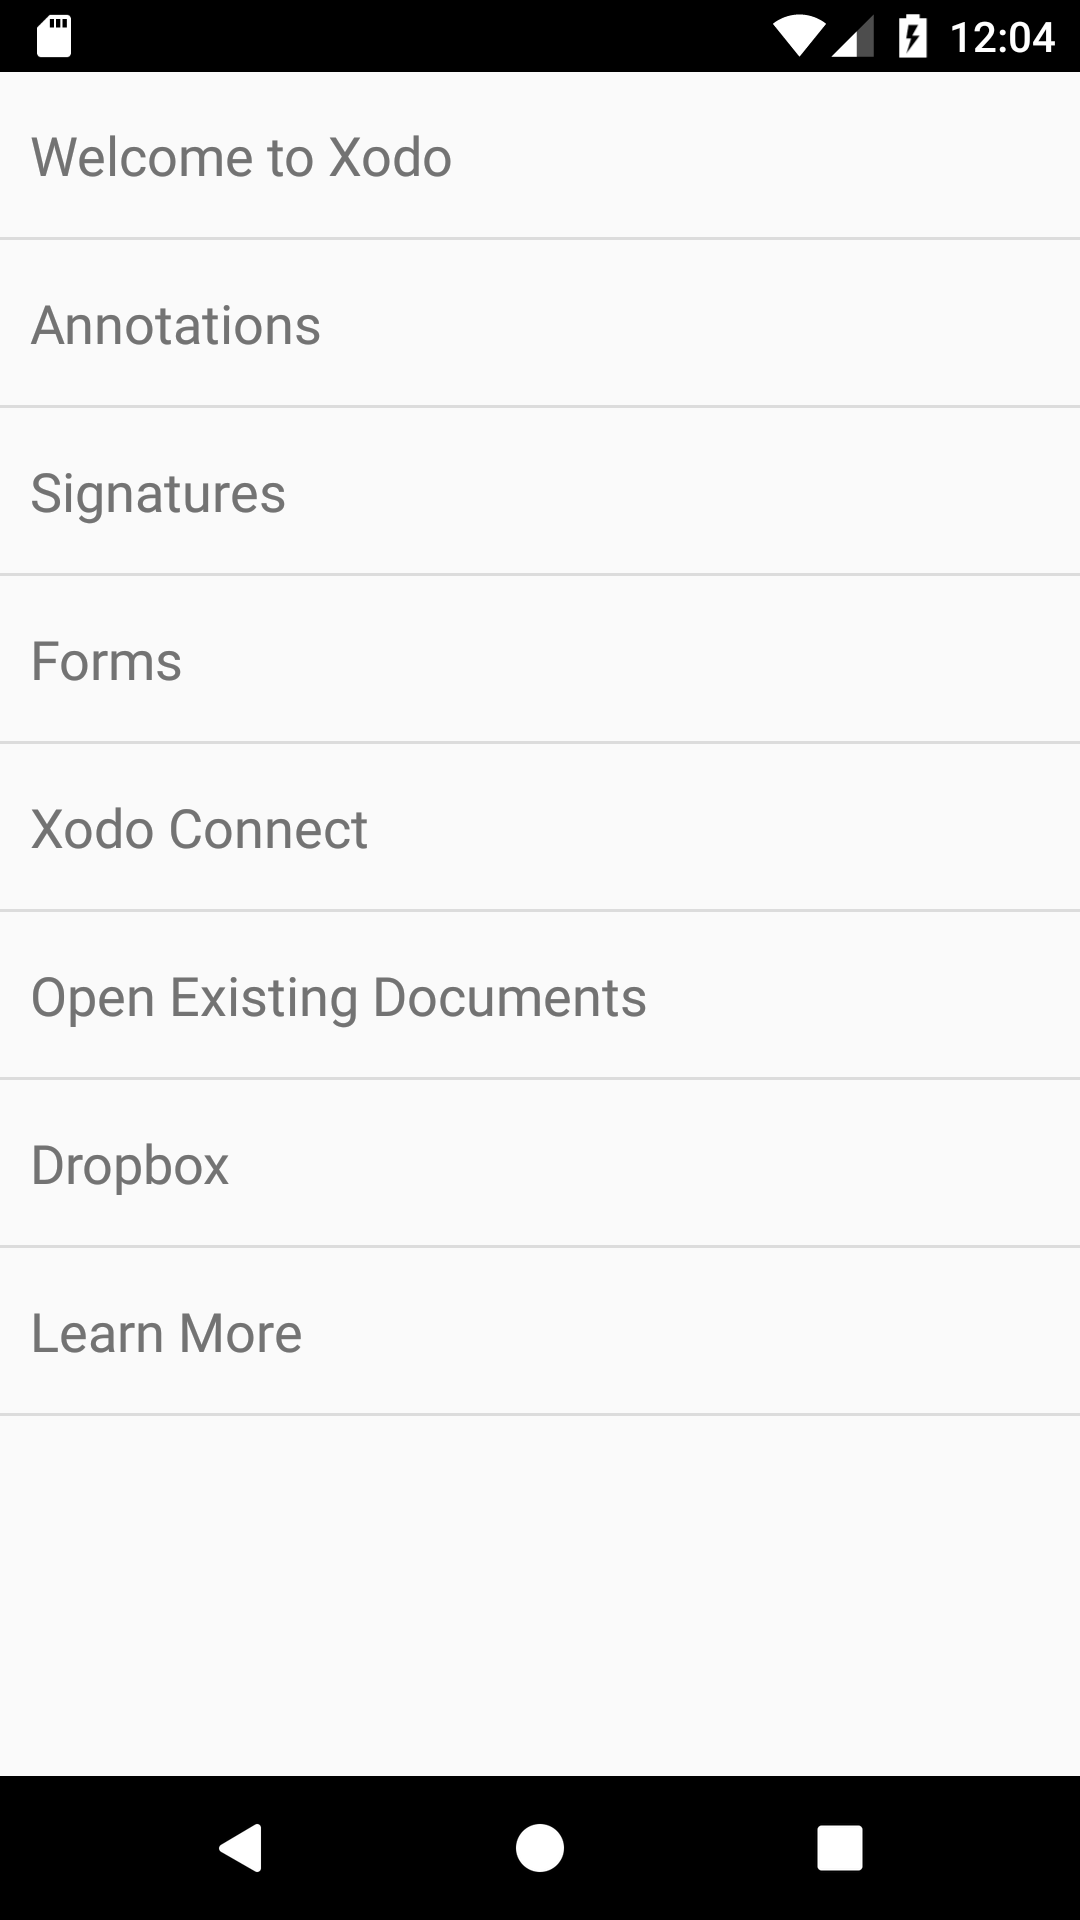 12:04
Welcome to Xodo
Annotations
Signatures
Forms
Xodo Connect
Open Existing Documents
Dropbox
Learn More